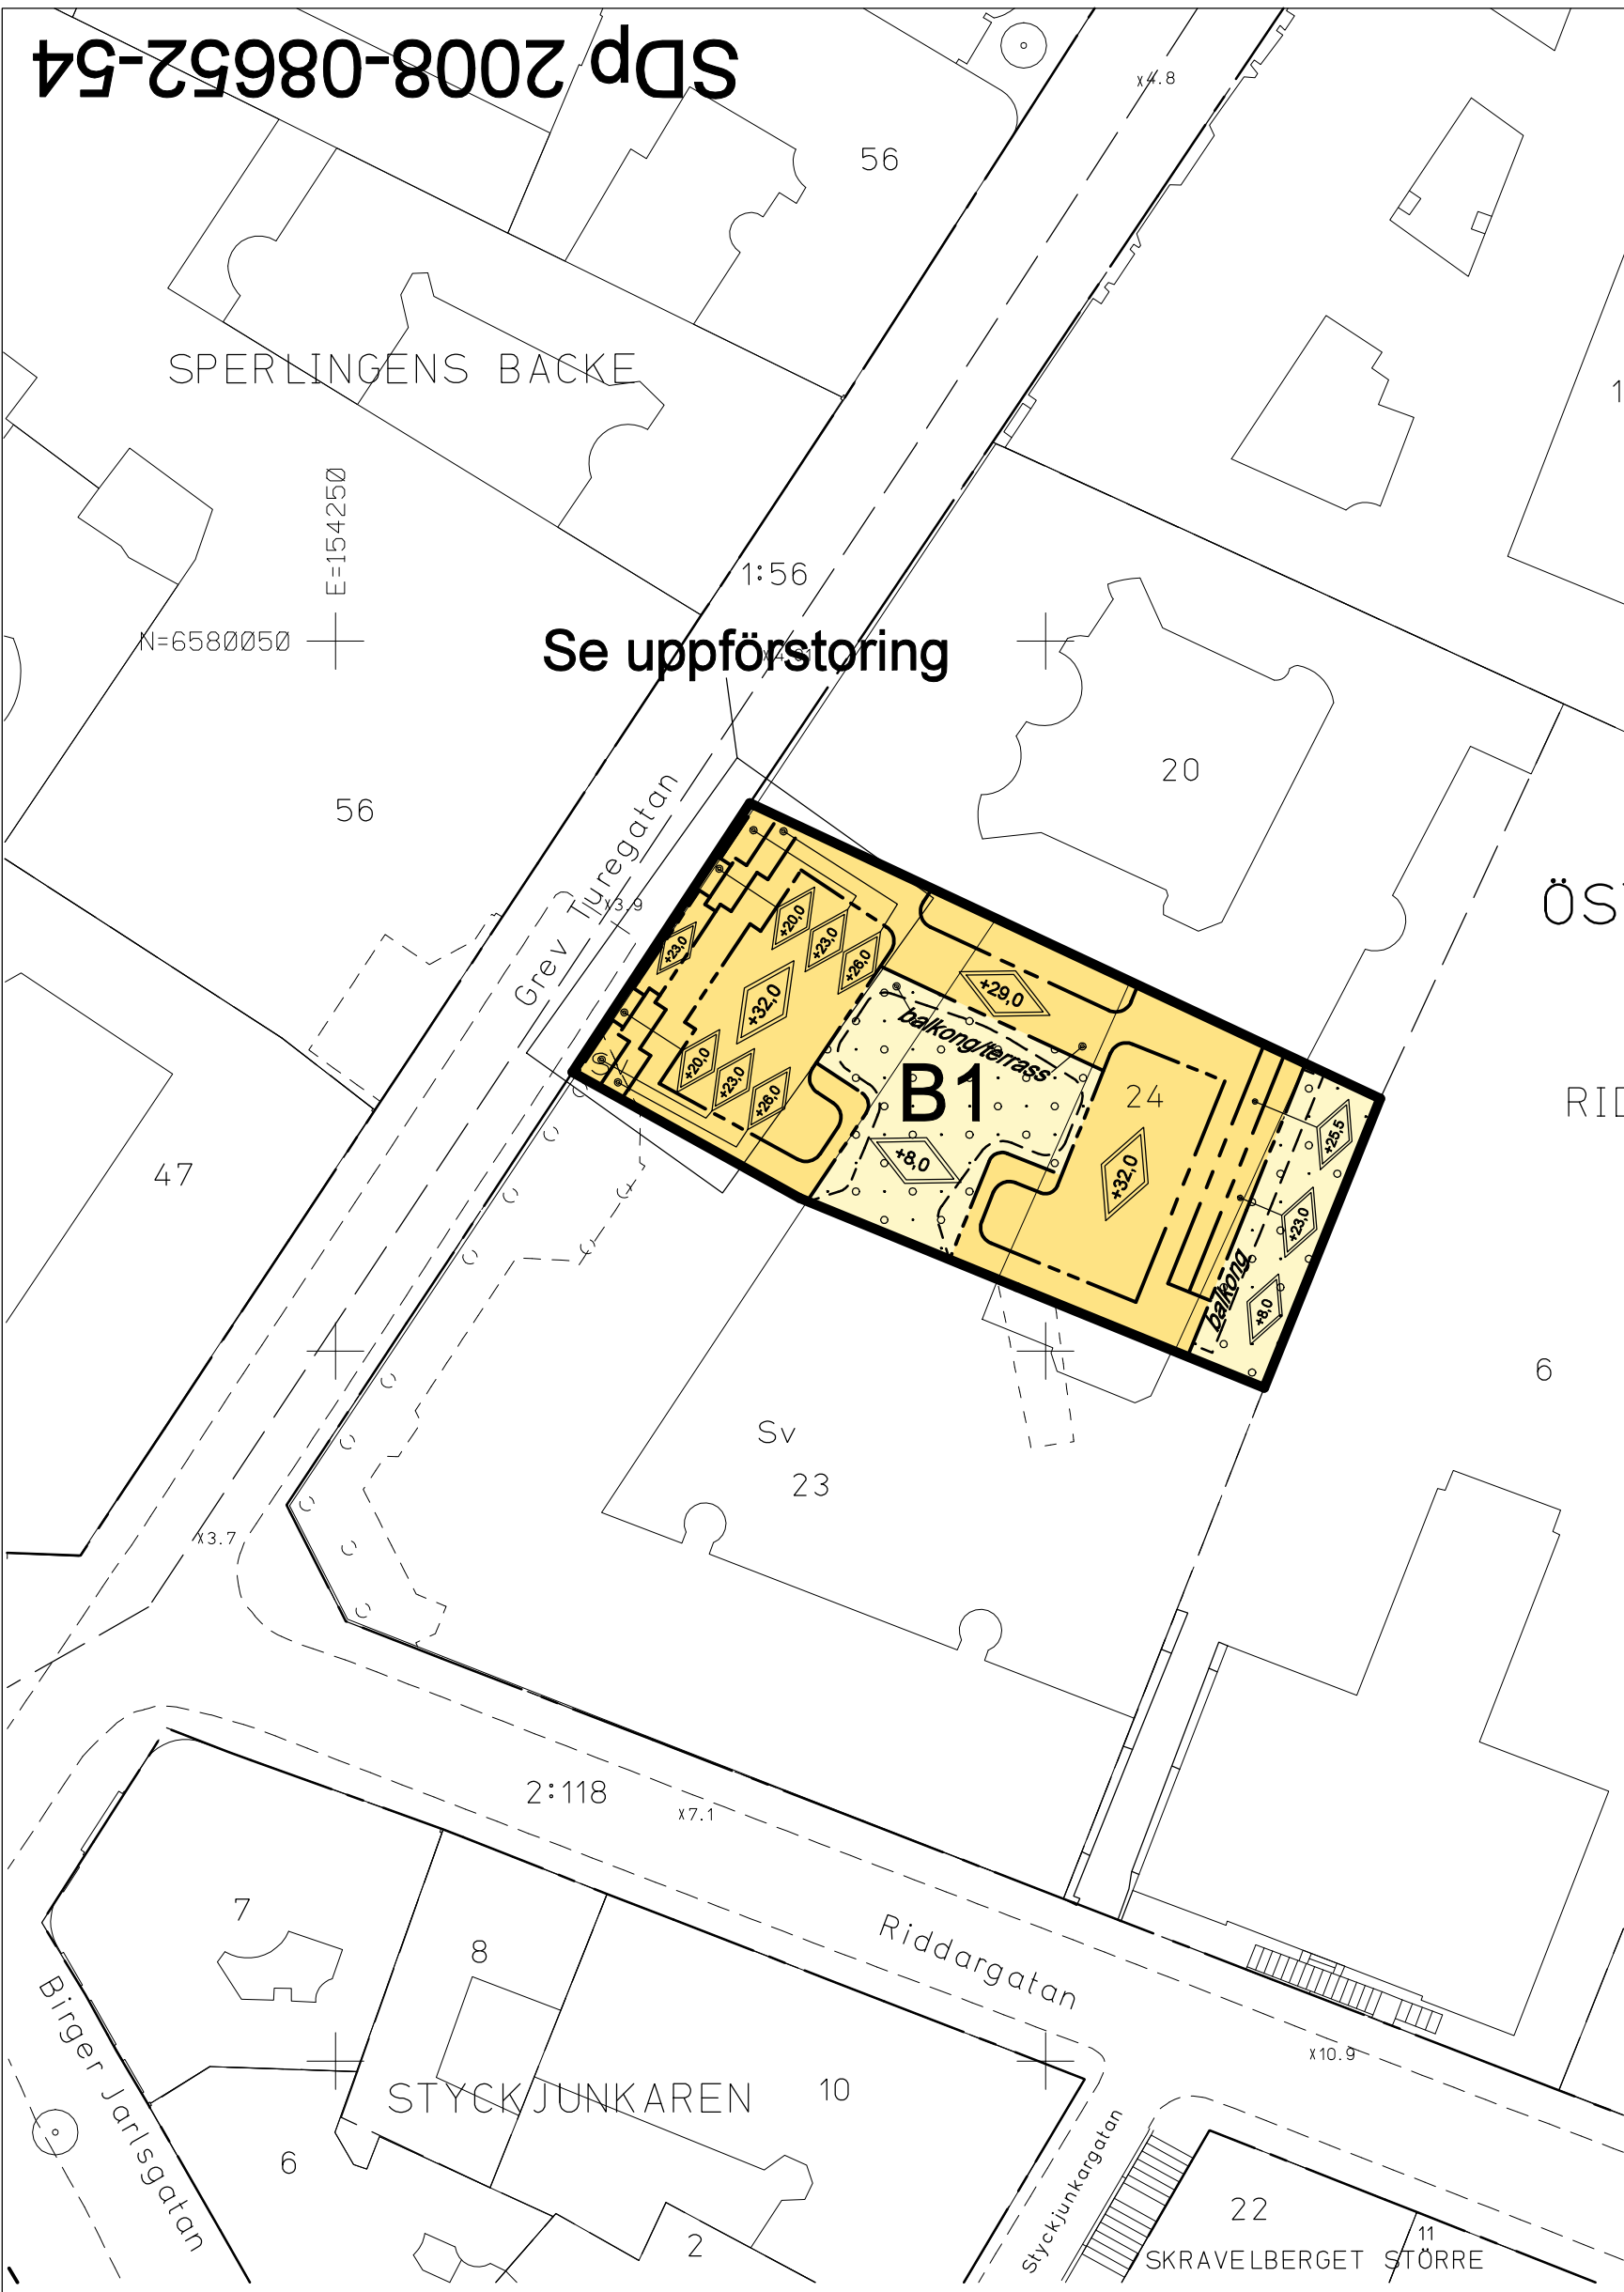 SDp 2008-08652-54
x4.8
56
SPERLINGENS BACKE
1
E=154250
1:56
N=6580050
Se uppförstoring
20
56
Grev Turegatan
x3.9
ÖS
+20,0
+23,0
+23,0
+26,0
+32,0
+29,0
balkong/terrass
B1
24
RID
+20,0
+23,0
+26,0
+8,0
+32,0
+25,5
+23,0
+8,0
balkong
47
6
Sv
23
x3.7
2:118
x7.1
7
8
Riddargatan
x10.9
Birger Jarlsgatan
STYCKJUNKAREN
10
6
Styckjunkargatan
22
11
2
SKRAVELBERGET STÖRRE